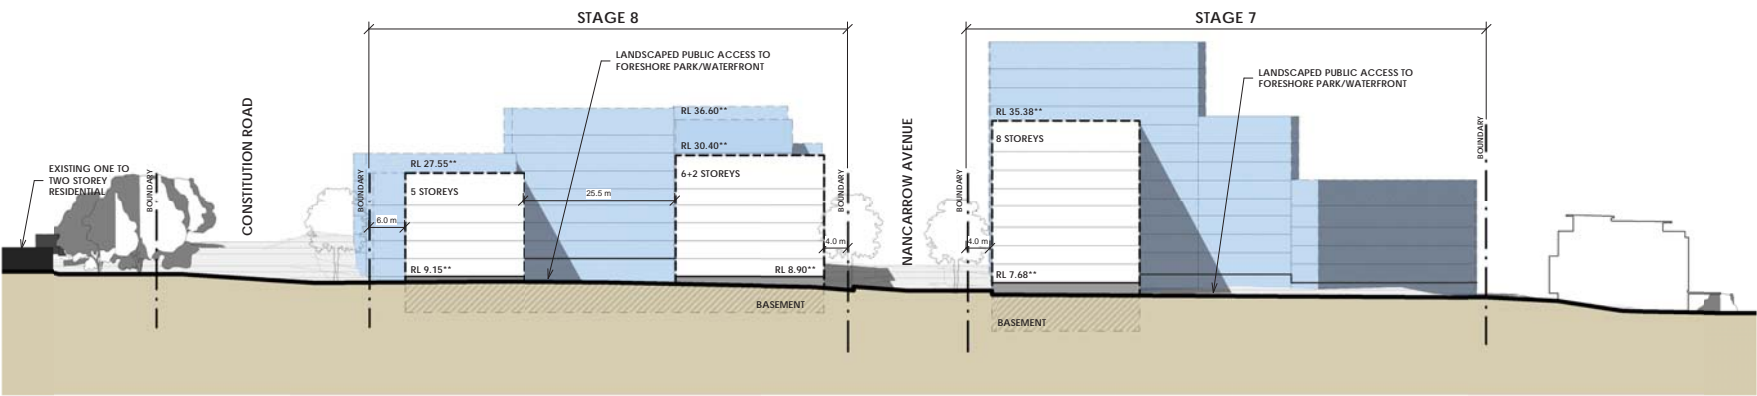 STAGE 8
STAGE 7
LANDSCAPED PUBLIC ACCESS TO
FORESHORE PARK/WATERFRONT
LANDSCAPED PUBLIC ACCESS TO
FORESHORE PARK/WATERFRONT
EXISTING ONE TO
TWO STOREY
RESIDENTIAL
BOUNDARY
CONSTITUTION ROAD
BOUNDARY
6.0 m
RL 27.55**
5 STOREYS
RL 9.15**
25.5 m
RL 36.60**
RL 30.40**
6+2 STOREYS
RL 8.90**
BASEMENT
4.0 m
BOUNDARY
NANCARROW AVENUE
BOUNDARY
4.0 m
RL 35.38**
8 STOREYS
RL 7.68**
BASEMENT
BOUNDARY